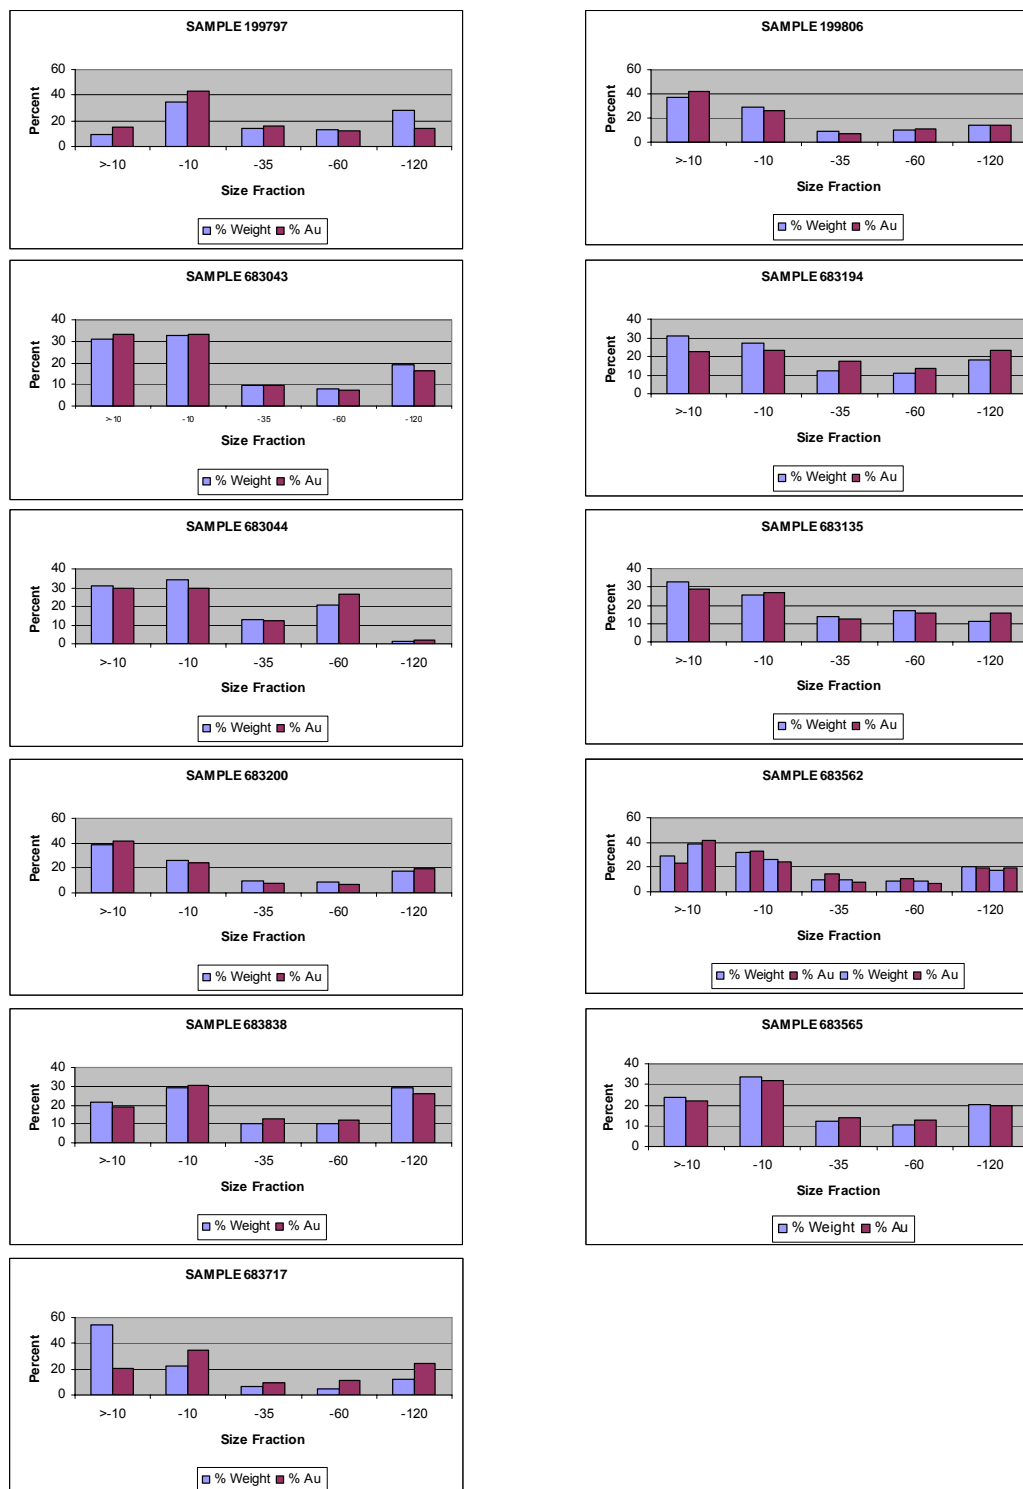 SAMPLE 199797
Percent
60
40
20
0
>-10 -10 -35 -60 -120
Size Fraction
% Weight % Au
SAMPLE 199806
Percent
60
40
20
0
>-10 -10 -35 -60 -120
Size Fraction
% Weight % Au
SAMPLE 683043
Percent
40
30
20
10
0
>-10 -10 -35 -60 -120
Size Fraction
% Weight % Au
SAMPLE 683194
Percent
40
30
20
10
0
>-10 -10 -35 -60 -120
Size Fraction
% Weight % Au
SAMPLE 683044
Percent
40
30
20
10
0
>-10 -10 -35 -60 -120
Size Fraction
% Weight % Au
SAMPLE 683135
Percent
40
30
20
10
0
>-10 -10 -35 -60 -120
Size Fraction
% Weight % Au
SAMPLE 683200
Percent
60
40
20
0
>-10 -10 -35 -60 -120
Size Fraction
% Weight % Au
SAMPLE 683562
Percent
60
40
20
0
>-10 -10 -35 -60 -120
Size Fraction
% Weight % Au % Weight % Au
SAMPLE 683838
Percent
40
30
20
10
0
>-10 -10 -35 -60 -120
Size Fraction
% Weight % Au
SAMPLE 683565
Percent
40
30
20
10
0
>-10 -10 -35 -60 -120
Size Fraction
% Weight % Au
SAMPLE 683717
Percent
60
40
20
0
>-10 -10 -35 -60 -120
Size Fraction
% Weight % Au